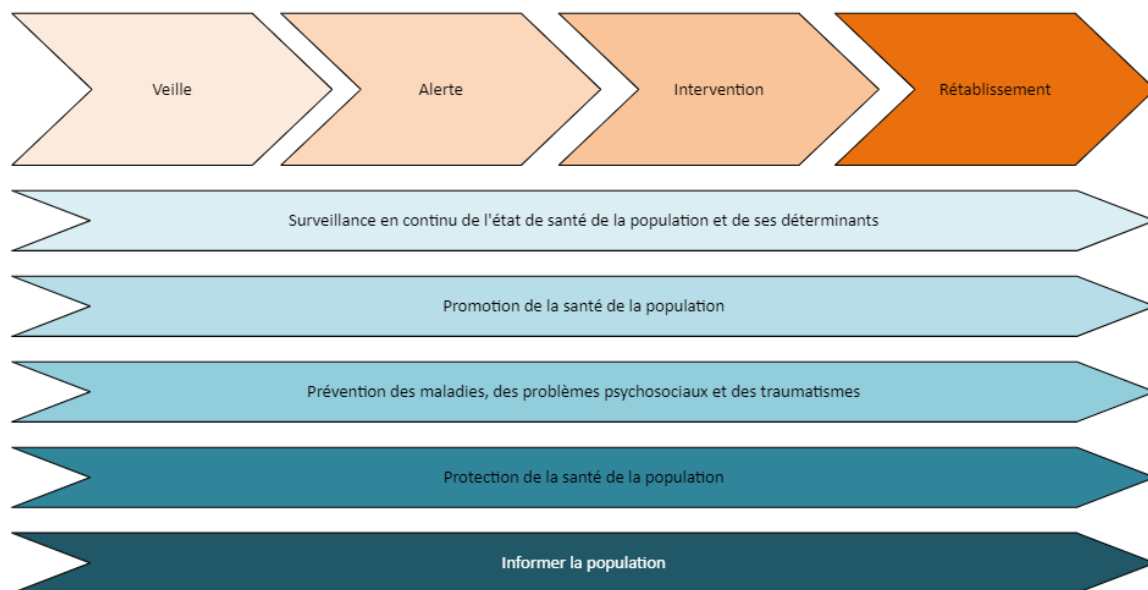 Veille
Alerte
Intervention
Rétablissement
Surveillance en continu de l'état de santé de la population et de ses déterminants
Promotion de la santé de la population
Prévention des maladies, des problèmes psychosociaux et des traumatismes
Protection de la santé de la population
Informer la population